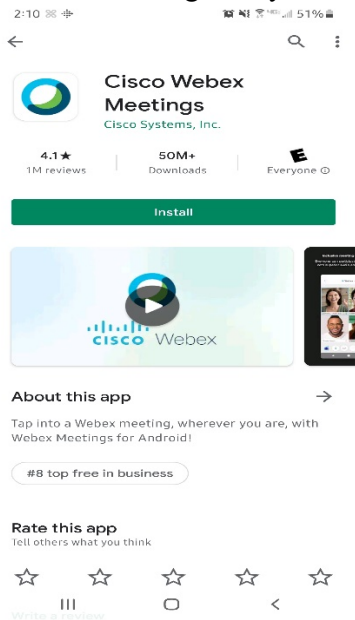 2:10 51%
Cisco Webex
Meetings
Cisco Systems, Inc.
4.1★ 50M+ E
1M reviews Downloads Everyone
Install
CISCO Webex
About this app
Tap into a Webex meeting, wherever you are, with
Webex Meetings for Android!
#8 top free in business
Rate this app
Tell others what you think
Write a review